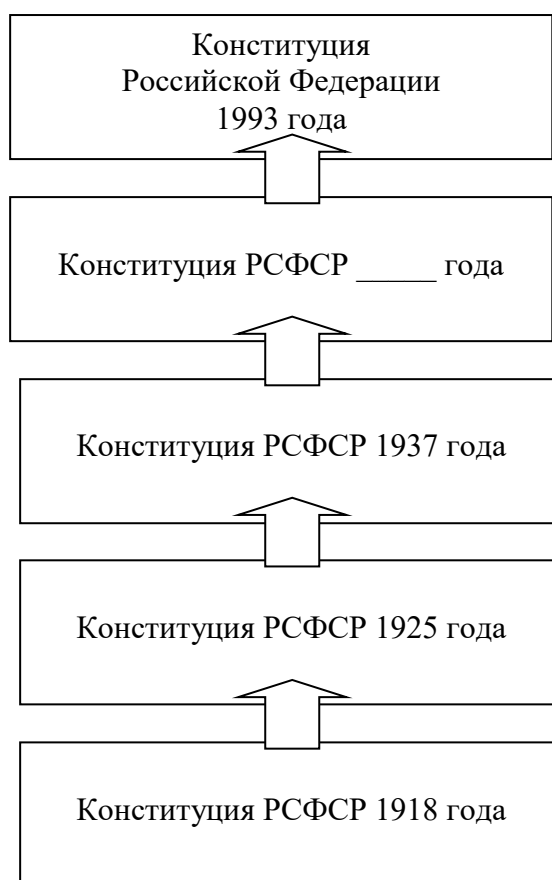 Конституция
Российской Федерации
1993 года
Конституция РСФСР _____ года
Конституция РСФСР 1937 года
Конституция РСФСР 1925 года
Конституция РСФСР 1918 года